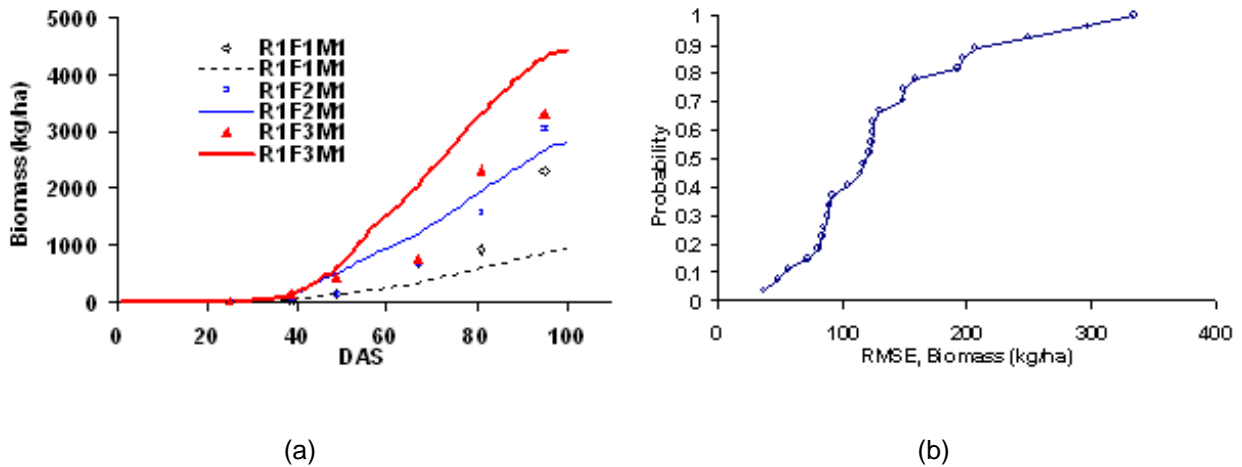 5000
4000
3000
2000
1000
0
Biomass (kg/ha)
R1F1M1
R1F1M1
R1F2M1
R1F2M1
R1F3M1
R1F3M1
0 20 40 60 80 100
DAS
(a)
1
0.9
0.8
0.7
0.6
0.5
0.4
0.3
0.2
0.1
0
Probability
0 100 200 300 400
RMSE, Biomass (kg/ha)
(b)